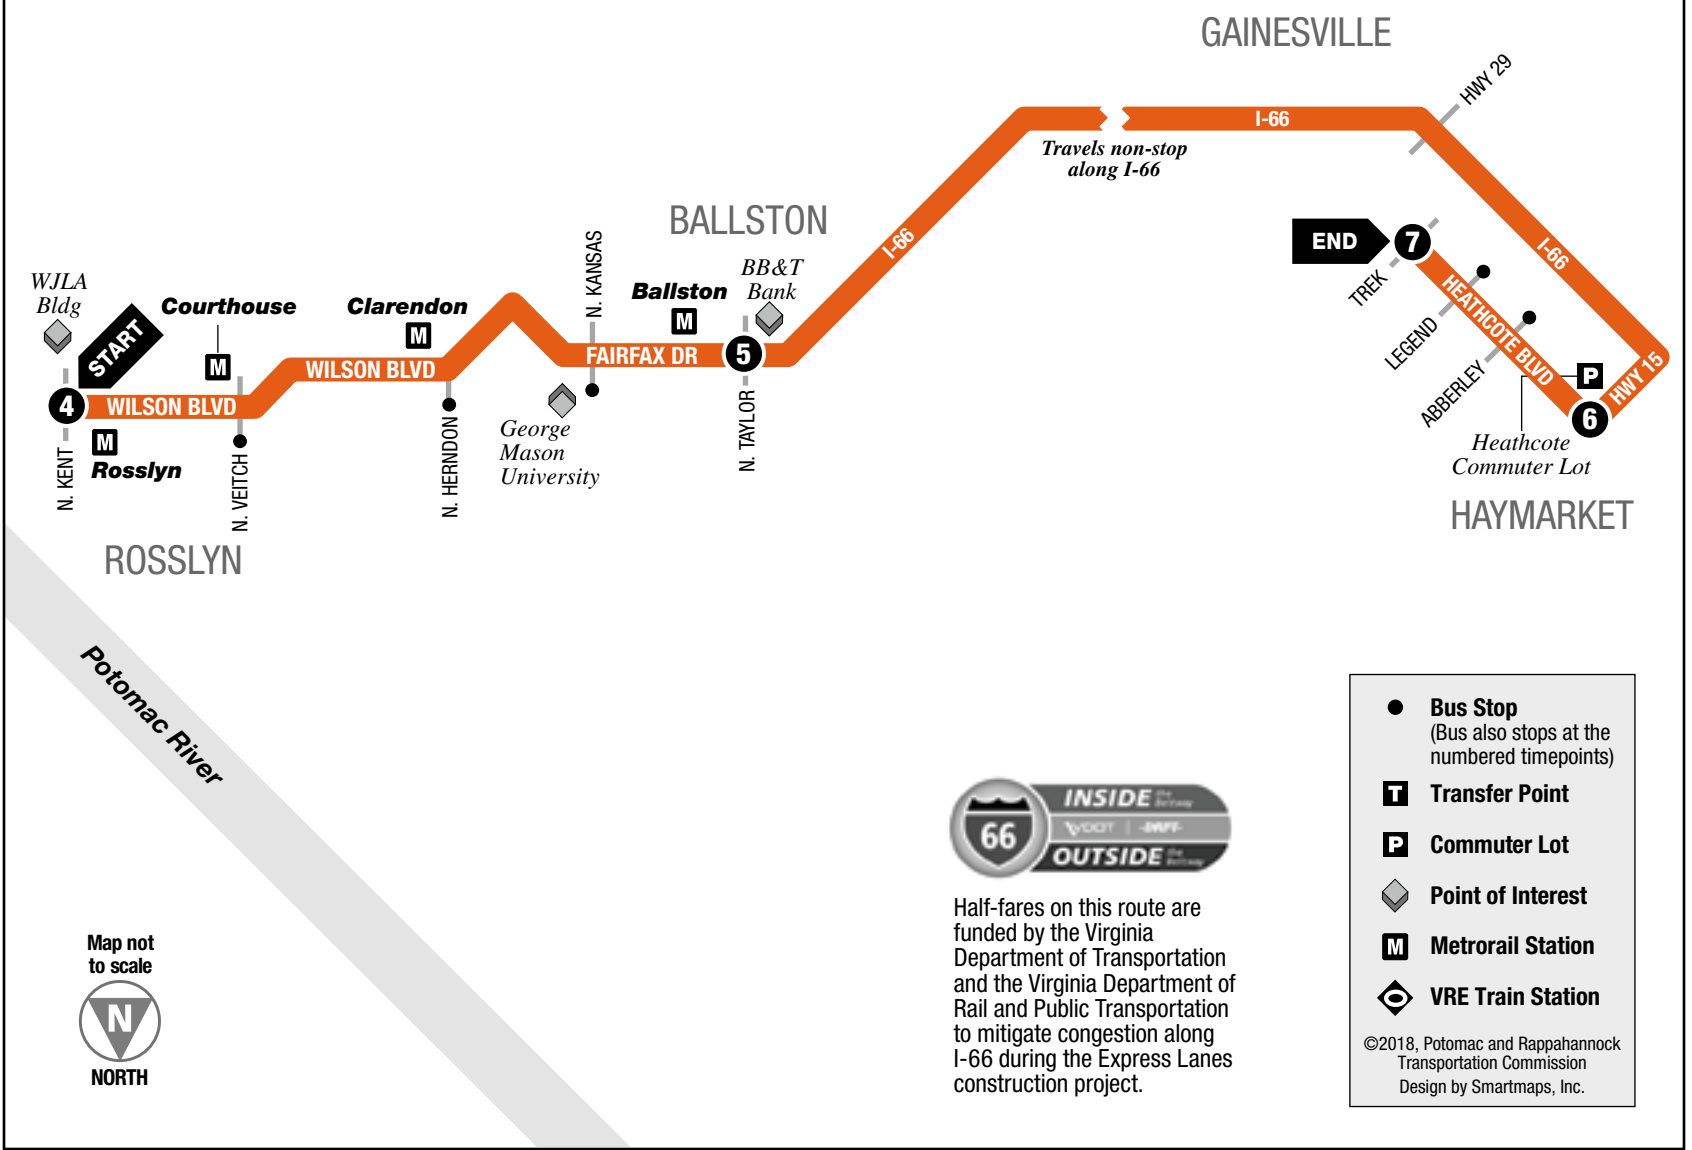 GAINESVILLE
HWY 29
I-66
I-66
Travels non-stop
along I-66
I-66
I-66
BALLSTON
N. KANSAS
BB&T
Bank
Ballston
M
WJLA
Bldg
START
Courthouse
M
Clarendon
M
END
7
TREK
LEGEND
ABBERLEY
HEATHCOTE BLVD
P
HWY 15
6
Heathcote
Commuter Lot
HAYMARKET
4
WILSON BLVD
WILSON BLVD
FAIRFAX DR
5
M
Rosslyn
N. KENT
N. VEITCH
N. HERNDON
George
Mason
University
N. TAYLOR
ROSSLYN
Potomac River
Bus Stop
(Bus also stops at the
numbered timepoints)
T Transfer Point
P Commuter Lot
Point of Interest
M Metrorail Station
VRE Train Station
©2018, Potomac and Rappahannock
Transportation Commission
Design by Smartmaps, Inc.
66
INSIDE the Beltway
VDOT
OUTSIDE the Beltway
Half-fares on this route are
funded by the Virginia
Department of Transportation
and the Virginia Department of
Rail and Public Transportation
to mitigate congestion along
I-66 during the Express Lanes
construction project.
Map not
to scale
N
NORTH